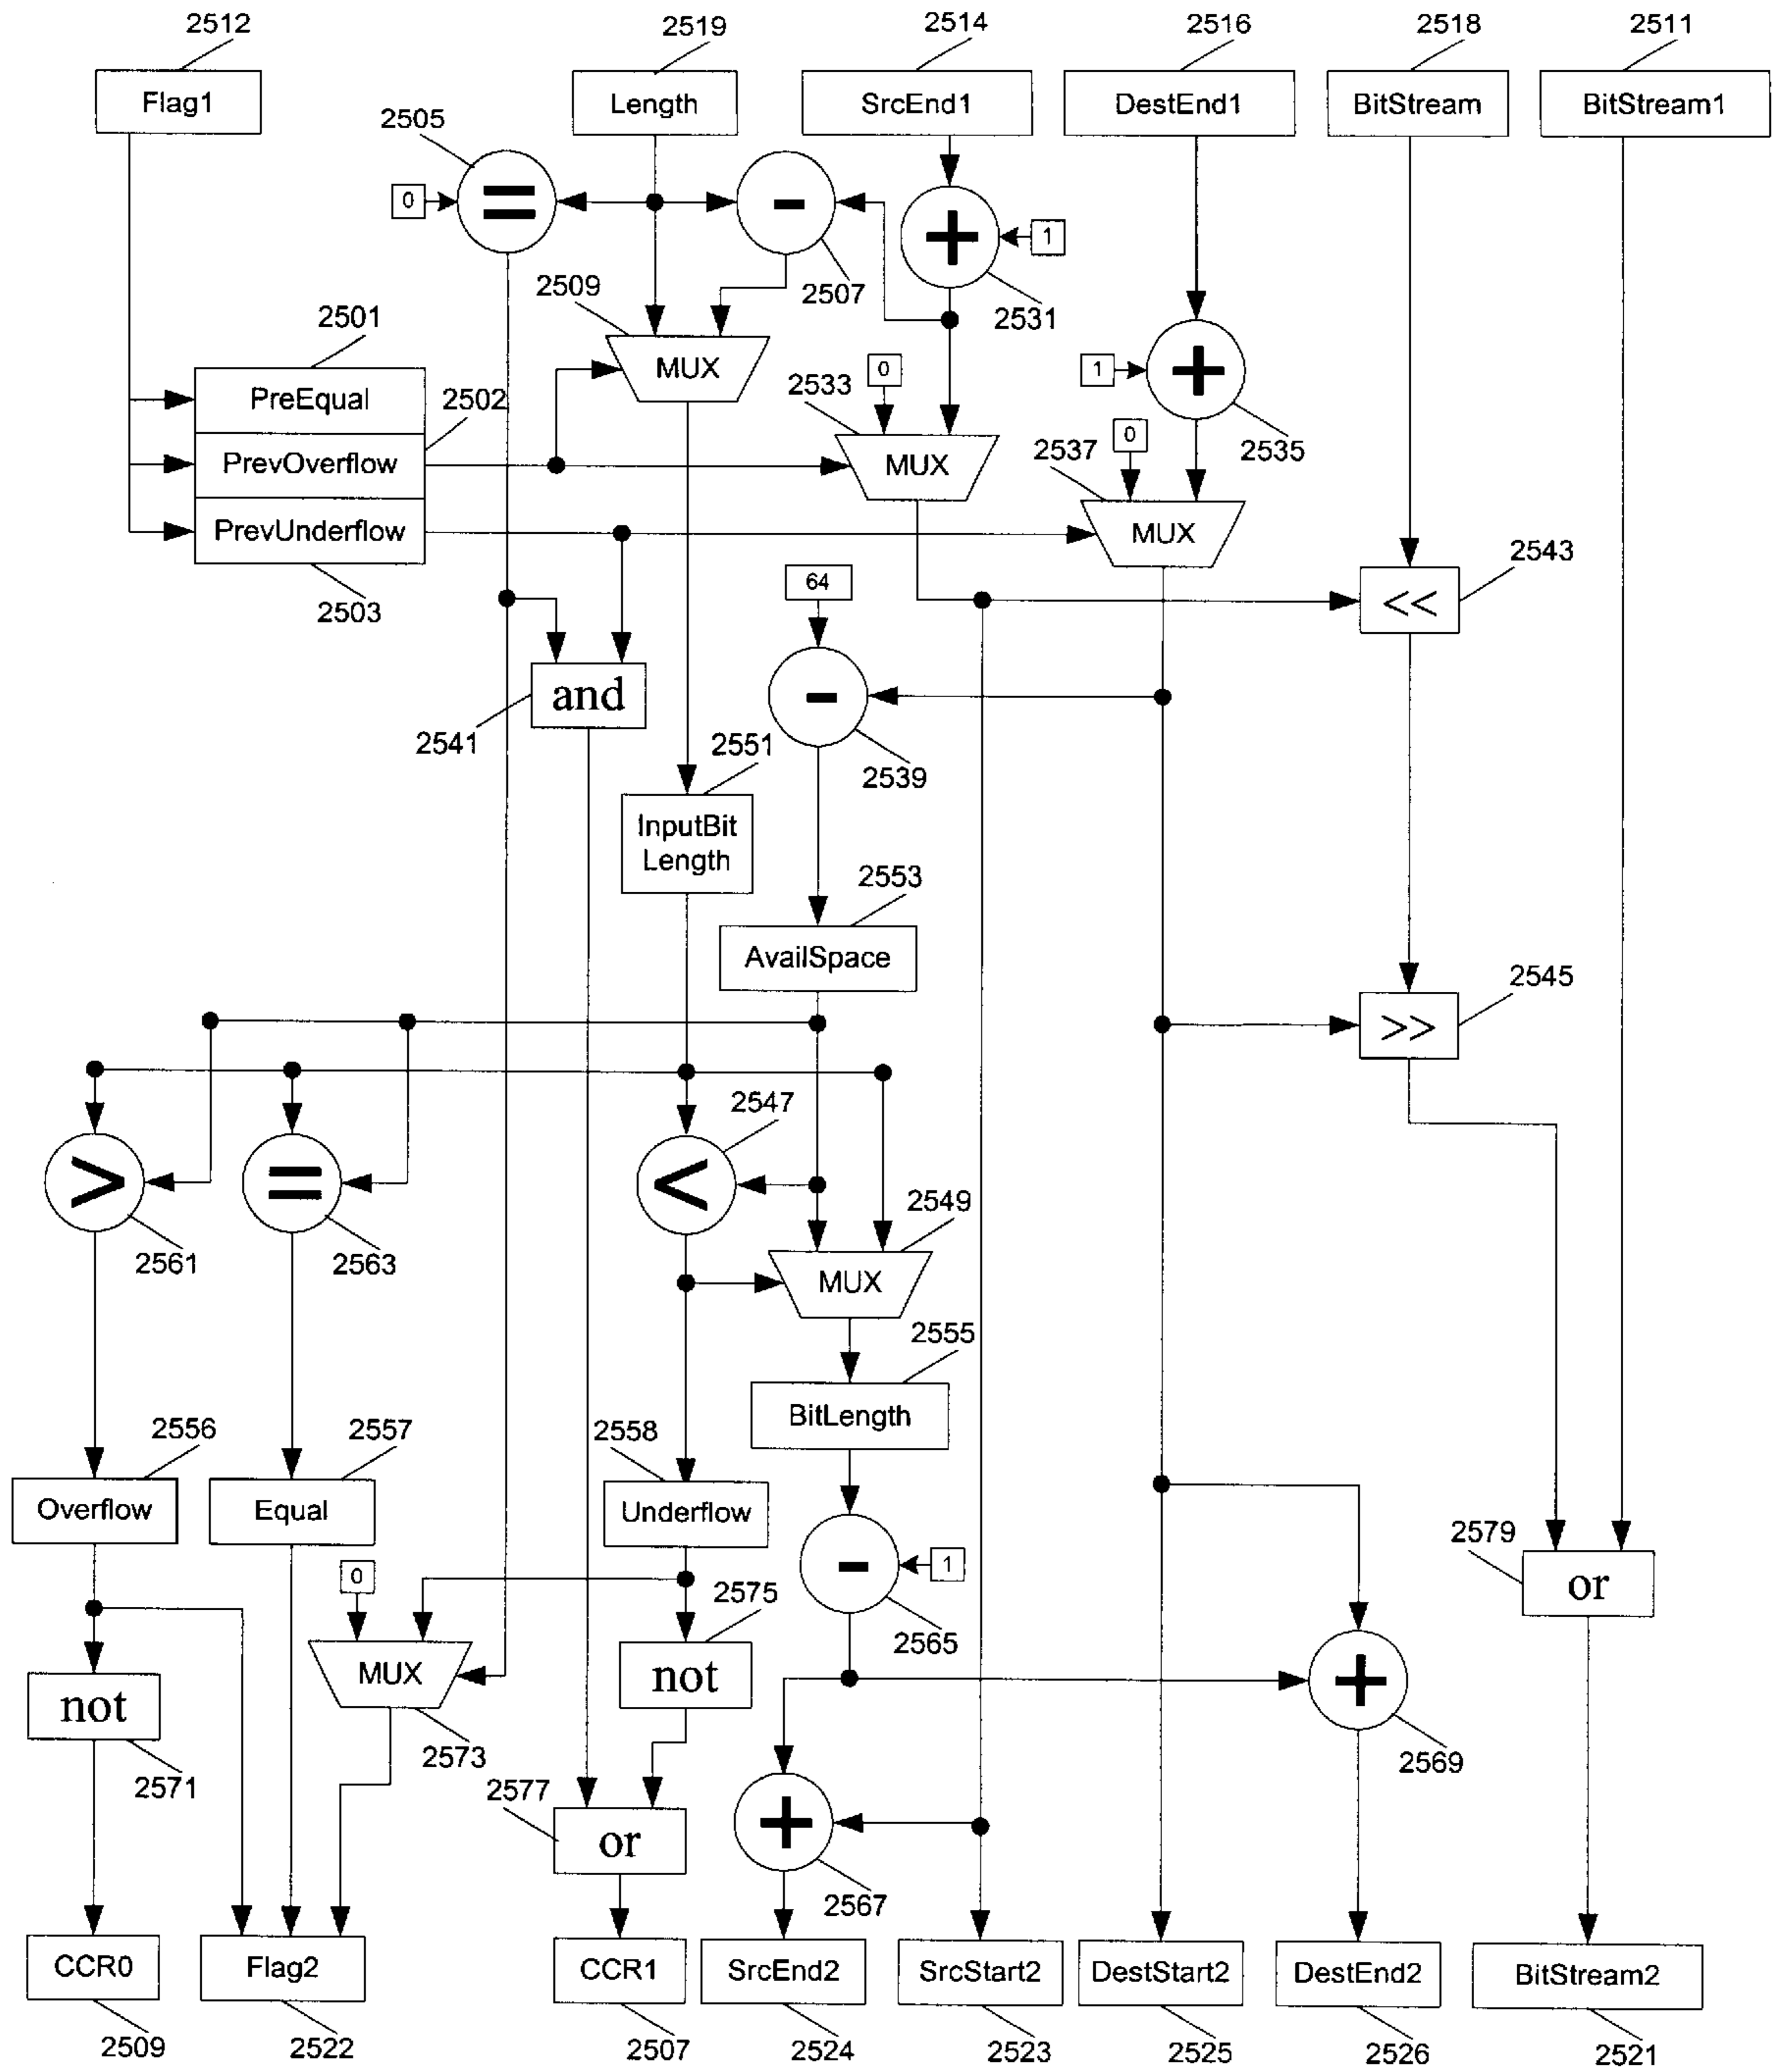 2512
2519
2514
2516
2518
2511
Flag1
Length
SrcEnd1
DestEnd1
BitStream
BitStream1
2505
0
=
-
+
1
2509
2507
2531
2501
MUX
2533
0
1
+
PreEqual
2502
PrevOverflow
MUX
2537
0
2535
PrevUnderflow
MUX
2503
64
<<
2543
and
-
2541
2551
2539
InputBit
Length
2553
AvailSpace
2545
>>
2547
>
=
<
2549
2561
2563
MUX
2555
BitLength
2556
2557
2558
Overflow
Equal
Underflow
2579
0
2575
-
1
or
2565
not
MUX
not
+
2571
2573
2577
2569
or
+
2567
CCR0
Flag2
CCR1
SrcEnd2
SrcStart2
DestStart2
DestEnd2
BitStream2
2509
2522
2507
2524
2523
2525
2526
2521